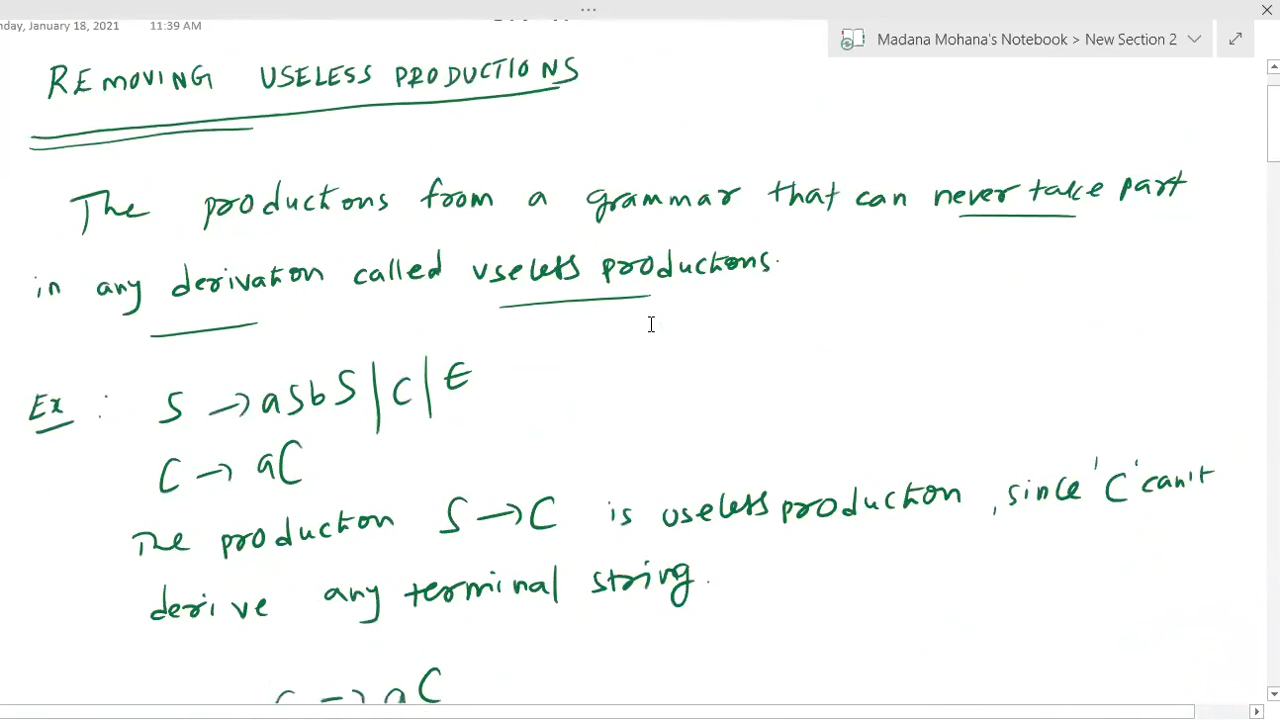 nday, January 18, 2021 11:39 AM
Madana Mohana's Notebook > New Section 2
REMOVING USELESS PRODUCTIONS
The productions from a grammar that can never take part
in any derivation called useless productions.
Ex : S → aSbS | C | ϵ
C → aC
The production S → C is useless production, since 'C' can't
derive any terminal string.
C → aC